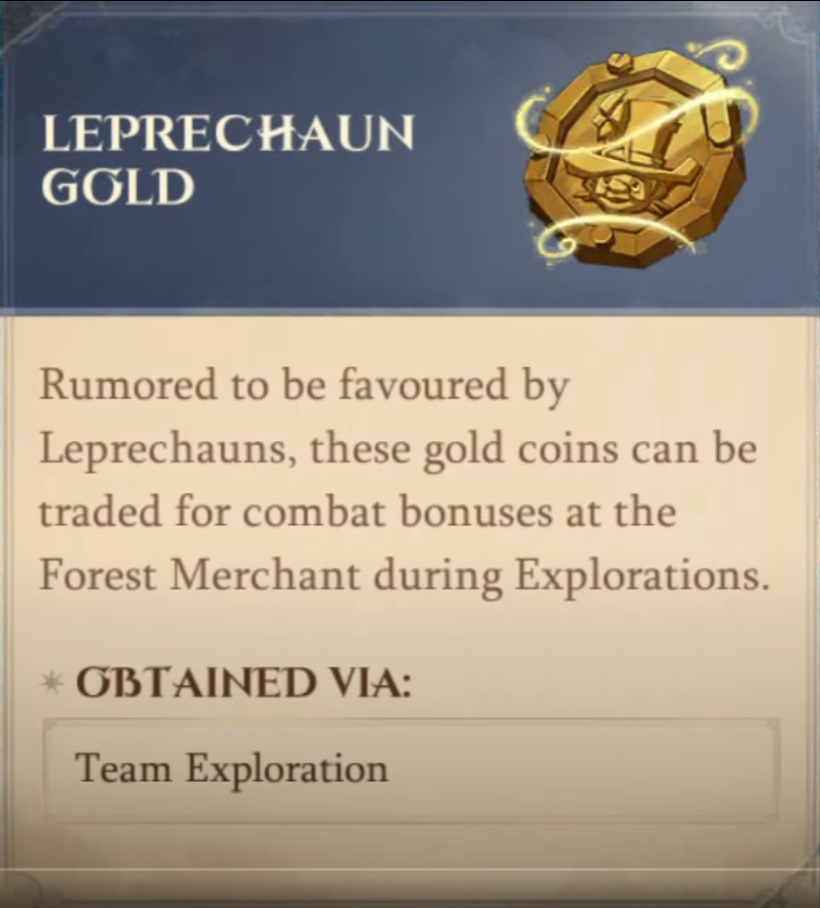 LEPRECHAUN
GOLD
Rumored to be favoured by
Leprechauns, these gold coins can be
traded for combat bonuses at the
Forest Merchant during Explorations.
OBTAINED VIA:
Team Exploration